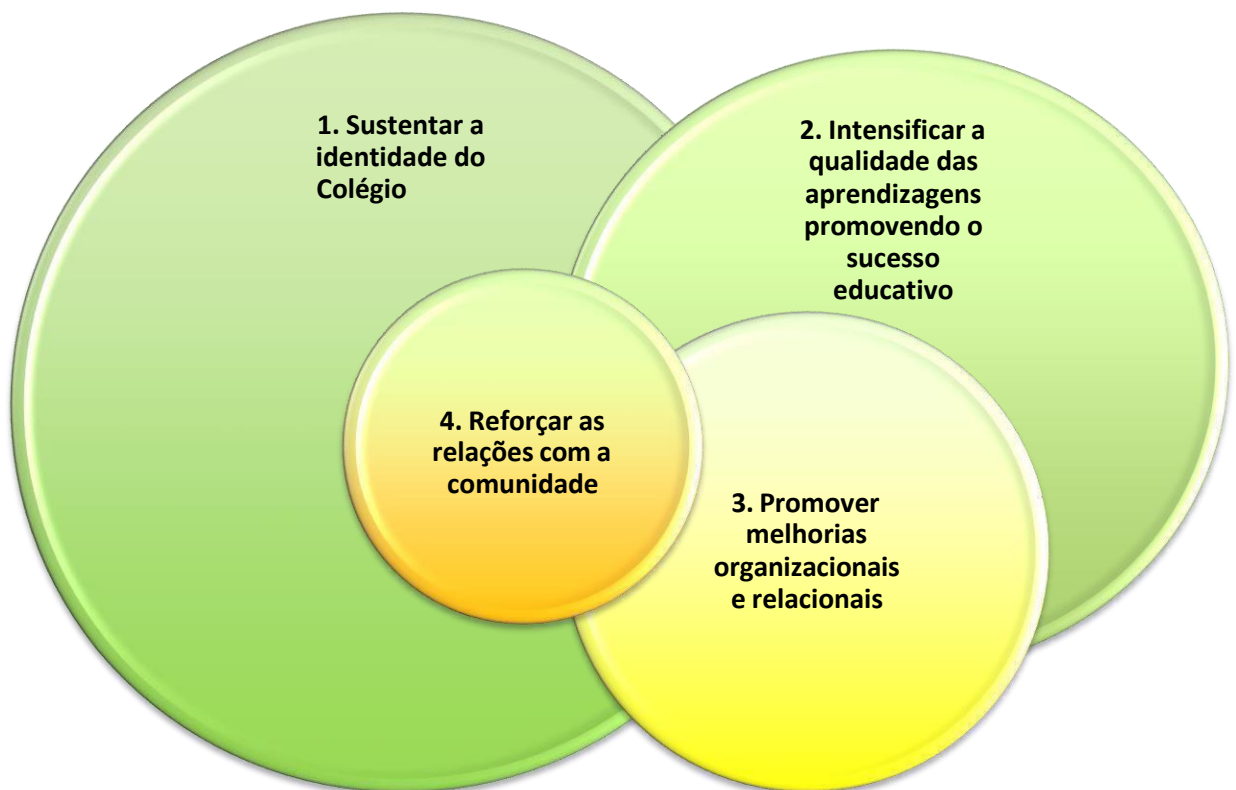 1. Sustentar a
identidade do
Colégio
2. Intensificar a
qualidade das
aprendizagens
promovendo o
sucesso
educativo
3. Promover
melhorias
organizacionais
e relacionais
4. Reforçar as
relações com a
comunidade